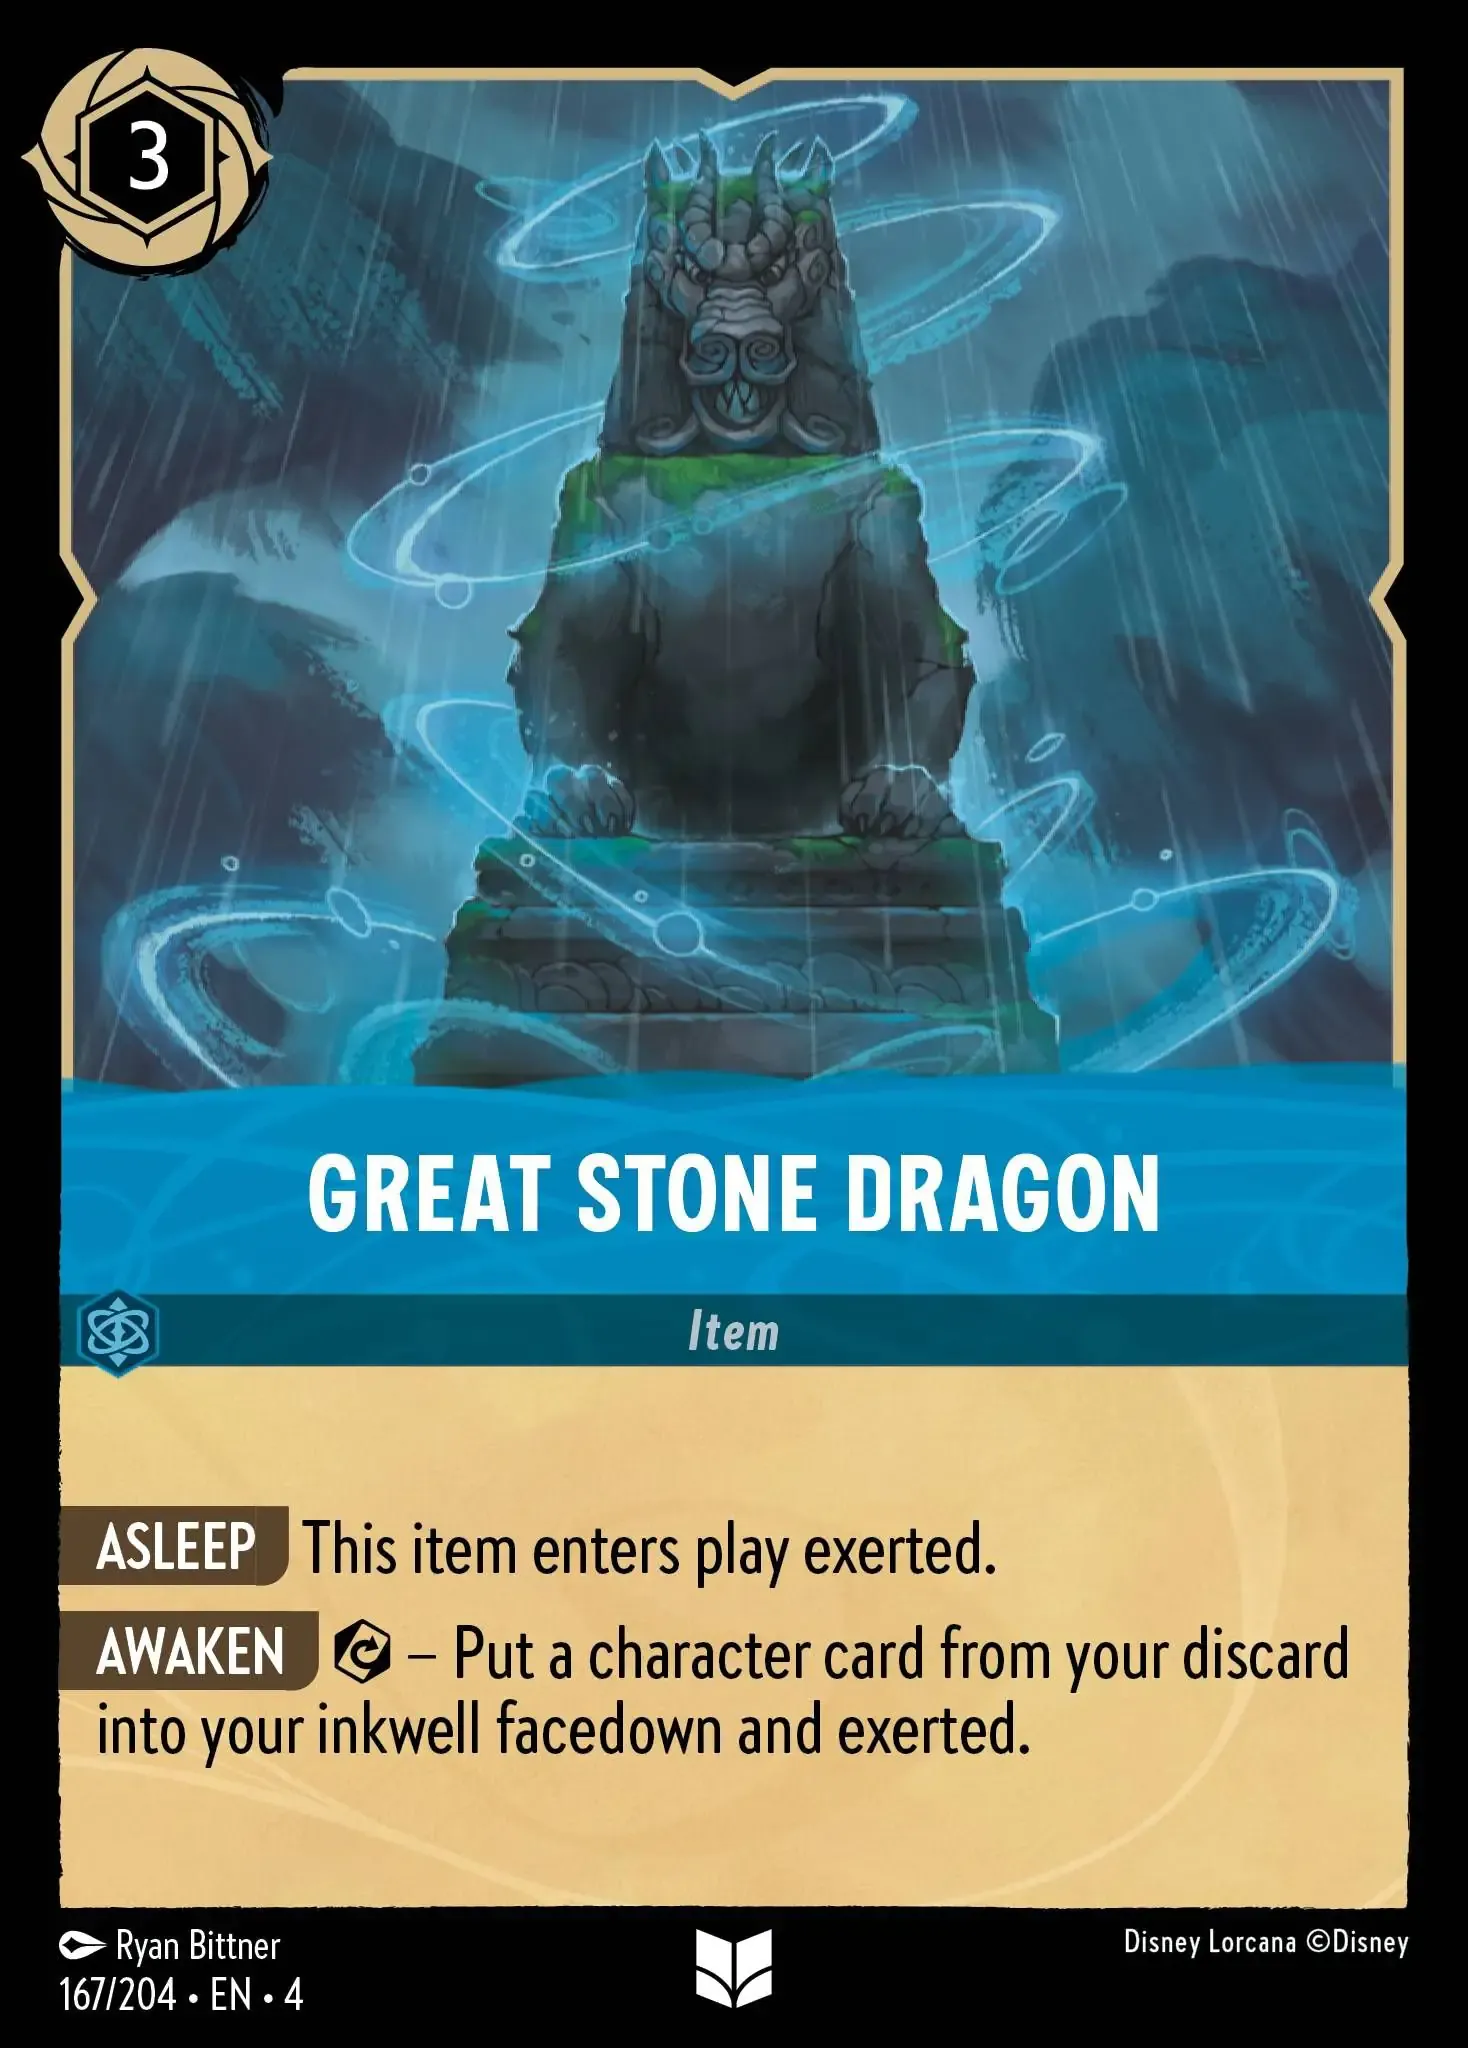 3
GREAT STONE DRAGON
Item
ASLEEP This item enters play exerted.
AWAKEN – Put a character card from your discard
into your inkwell facedown and exerted.
Ryan Bittner
Disney Lorcana ©Disney
167/204 • EN • 4